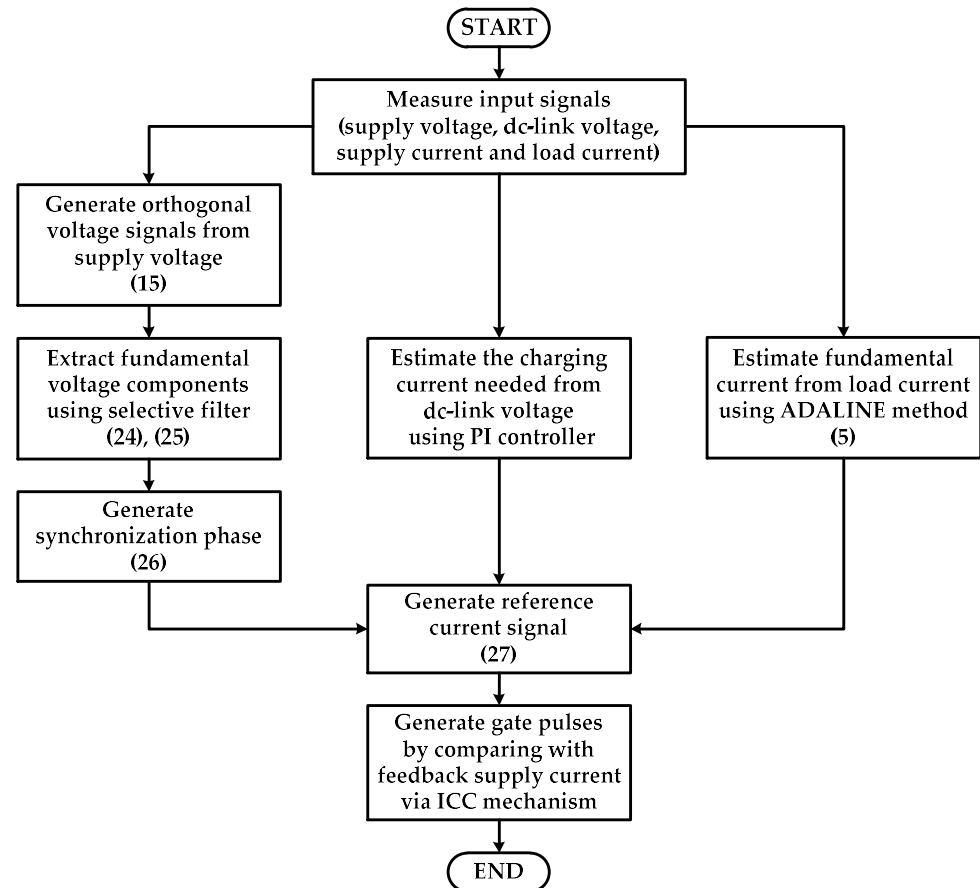 START
Measure input signals
(supply voltage, dc-link voltage,
supply current and load current)
Generate orthogonal
voltage signals from
supply voltage
(15)
Extract fundamental
voltage components
using selective filter
(24), (25)
Generate
synchronization phase
(26)
Estimate the charging
current needed from
dc-link voltage
using PI controller
Estimate fundamental
current from load current
using ADALINE method
(5)
Generate reference
current signal
(27)
Generate gate pulses
by comparing with
feedback supply current
via ICC mechanism
END